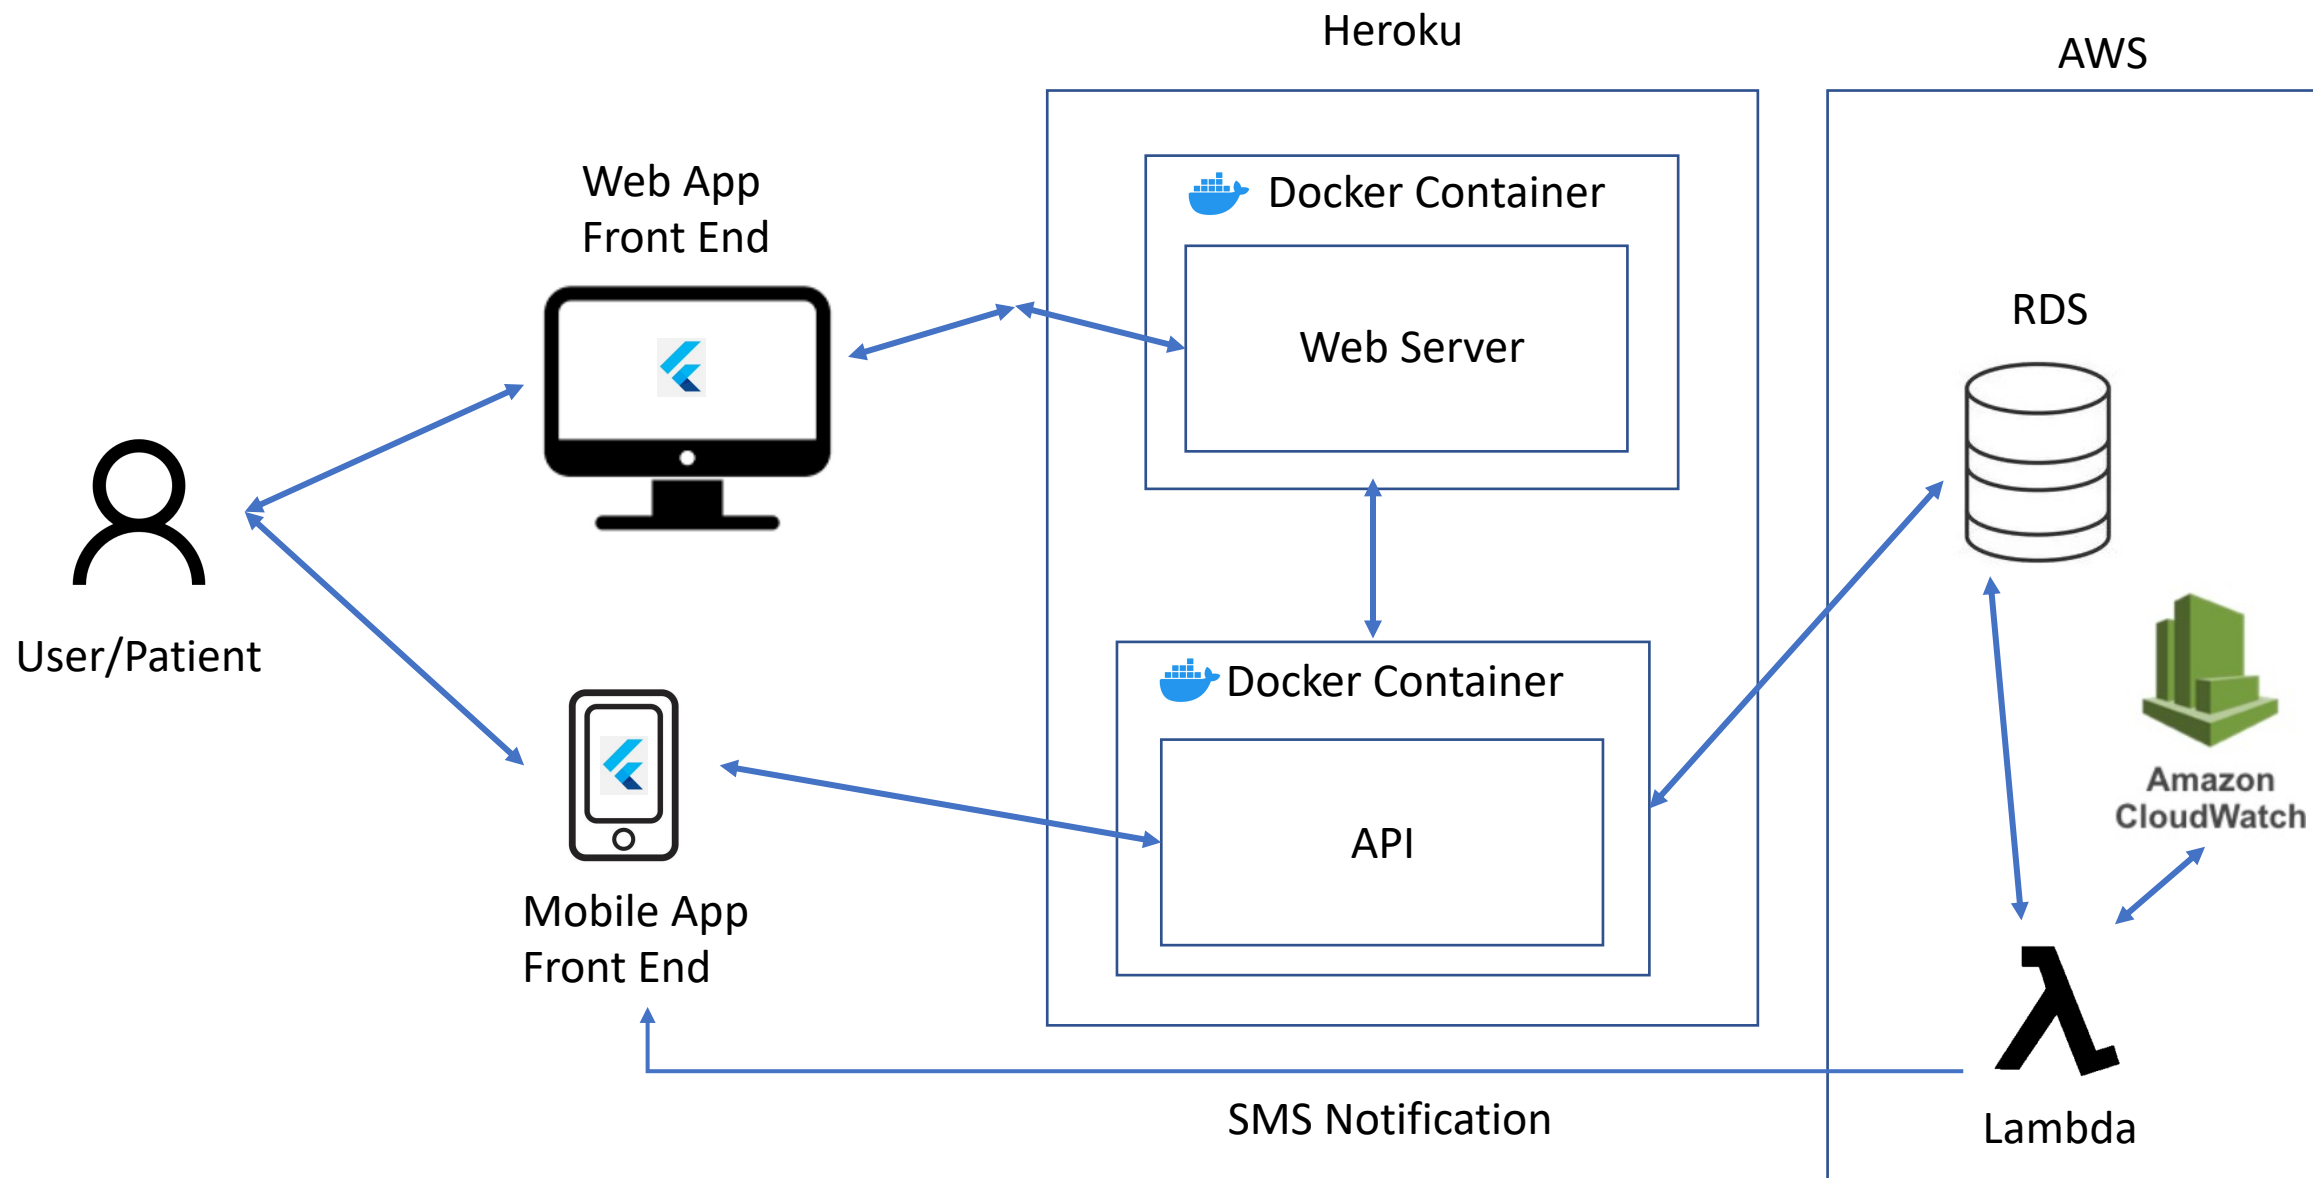 Heroku
AWS
Web App
Front End
Docker Container
Web Server
RDS
User/Patient
Docker Container
API
Amazon
CloudWatch
Mobile App
Front End
SMS Notification
Lambda